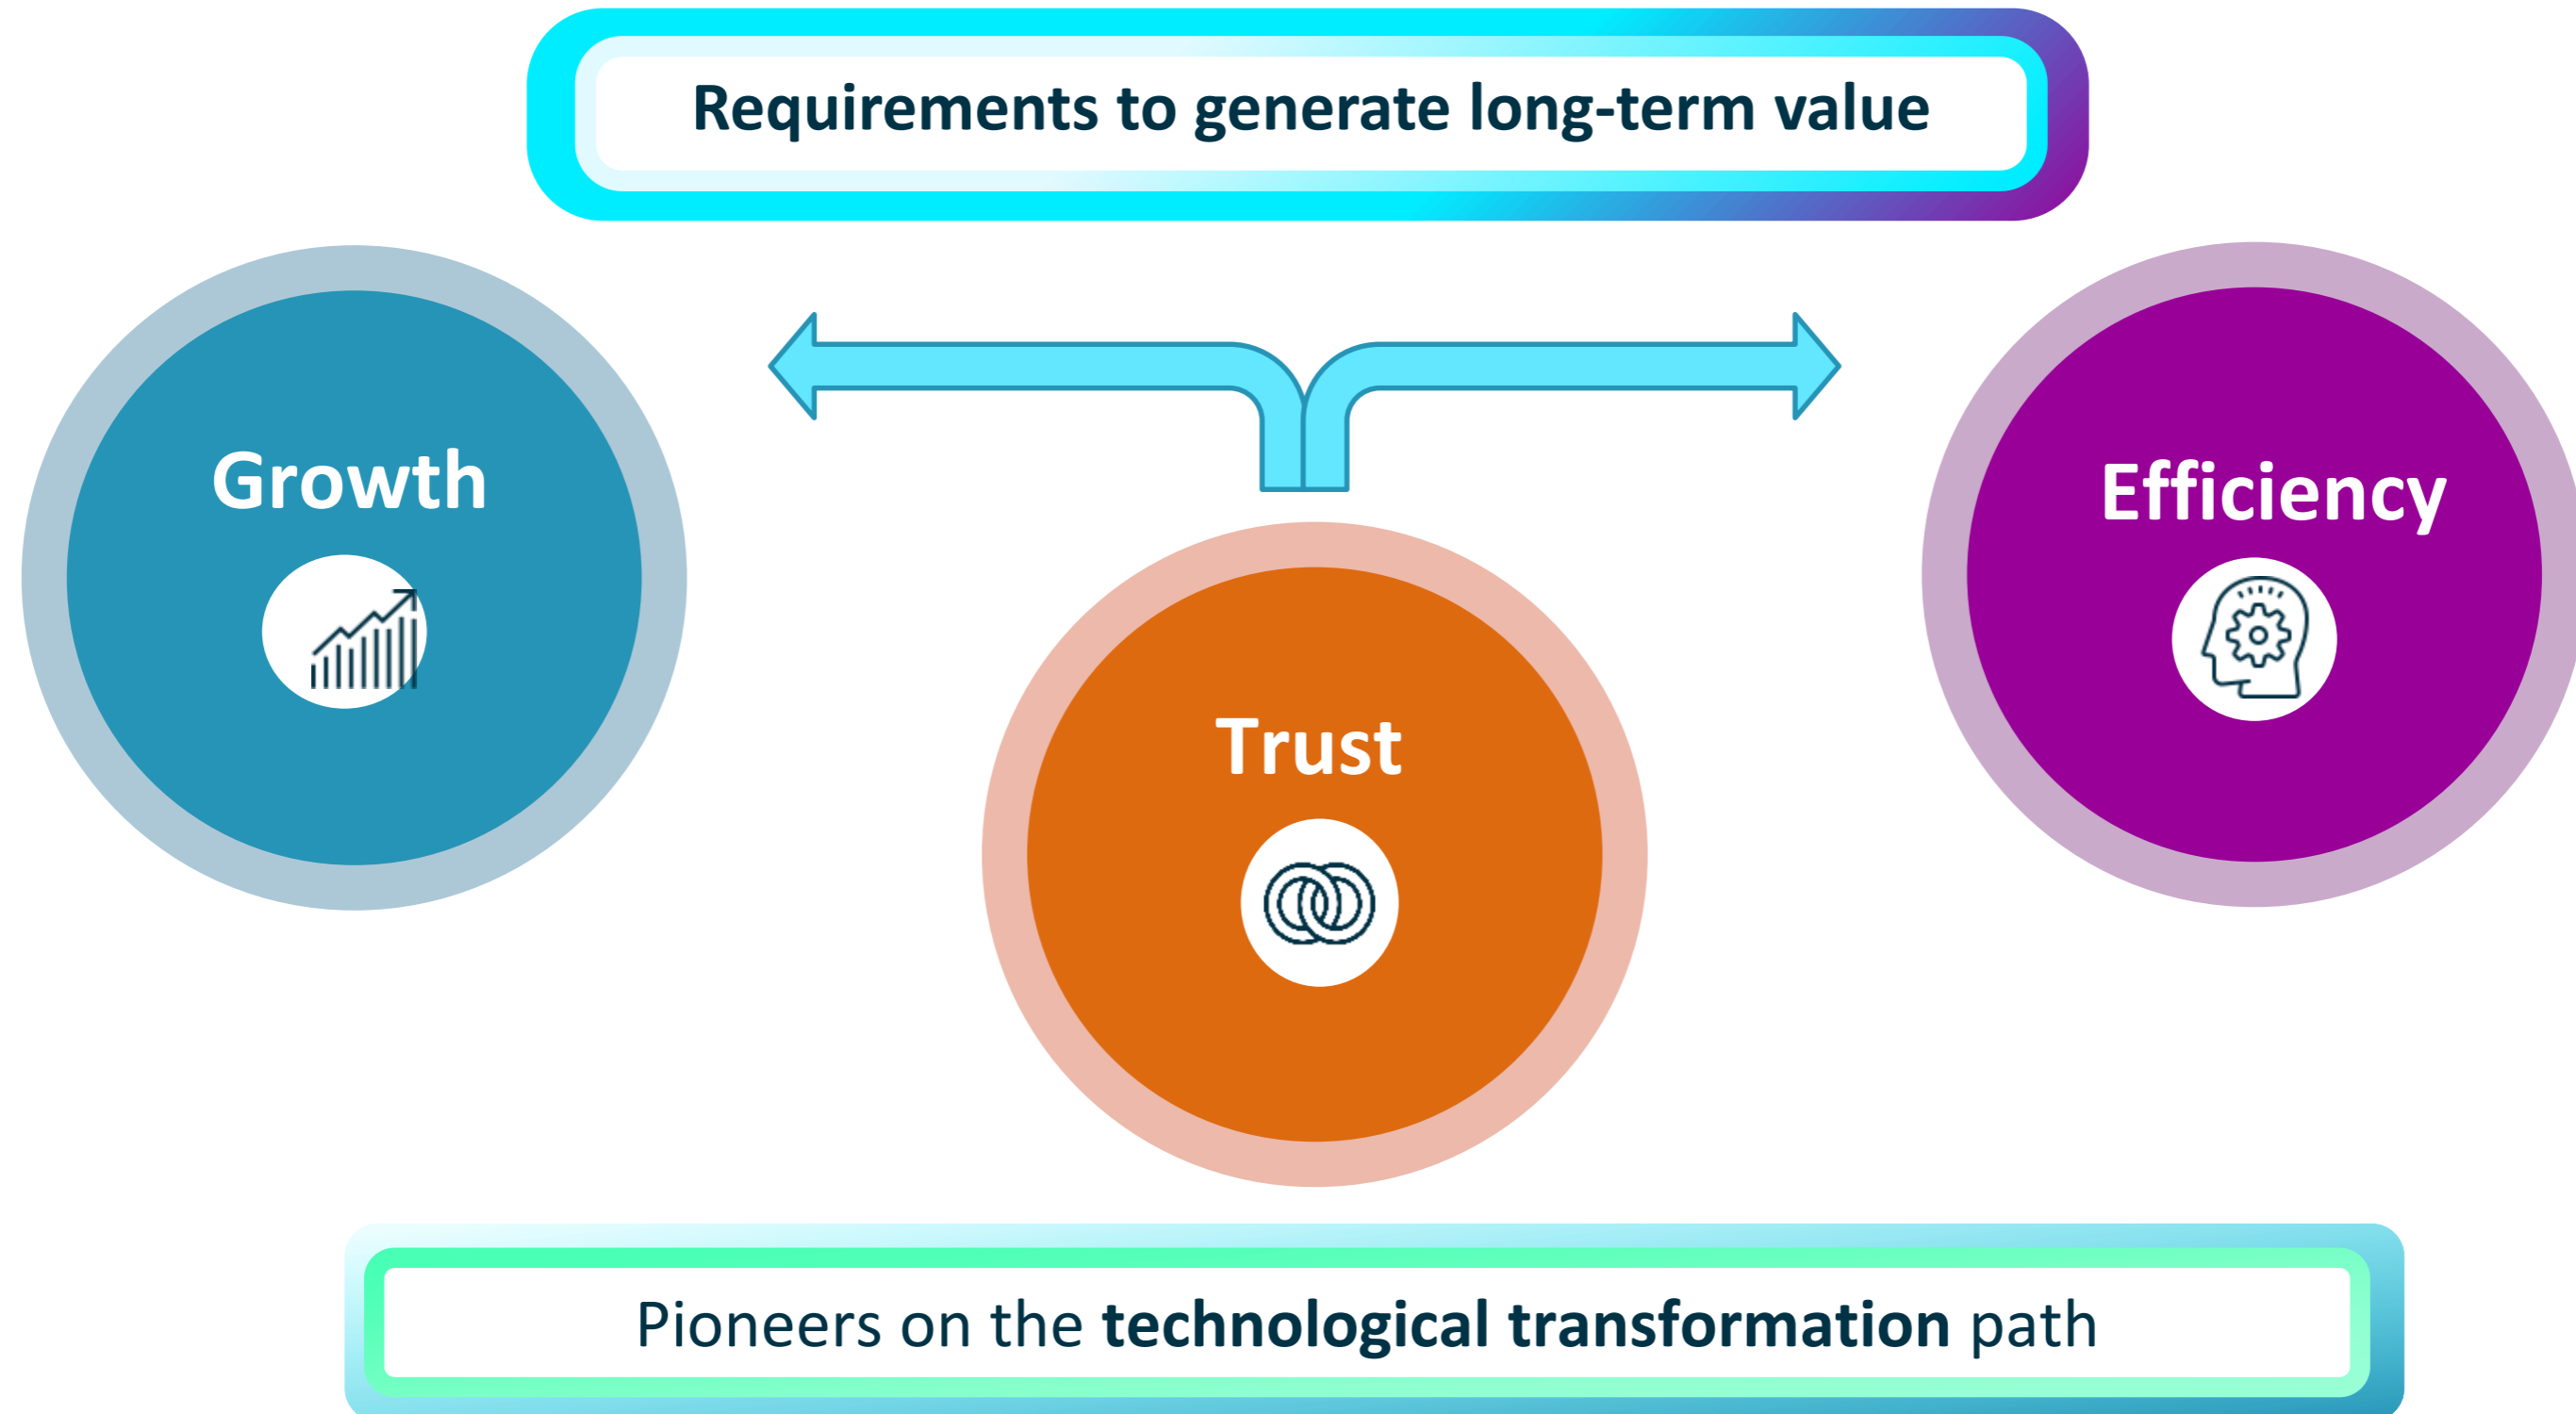 Requirements to generate long-term value
Growth
Efficiency
Trust
Pioneers on the technological transformation path